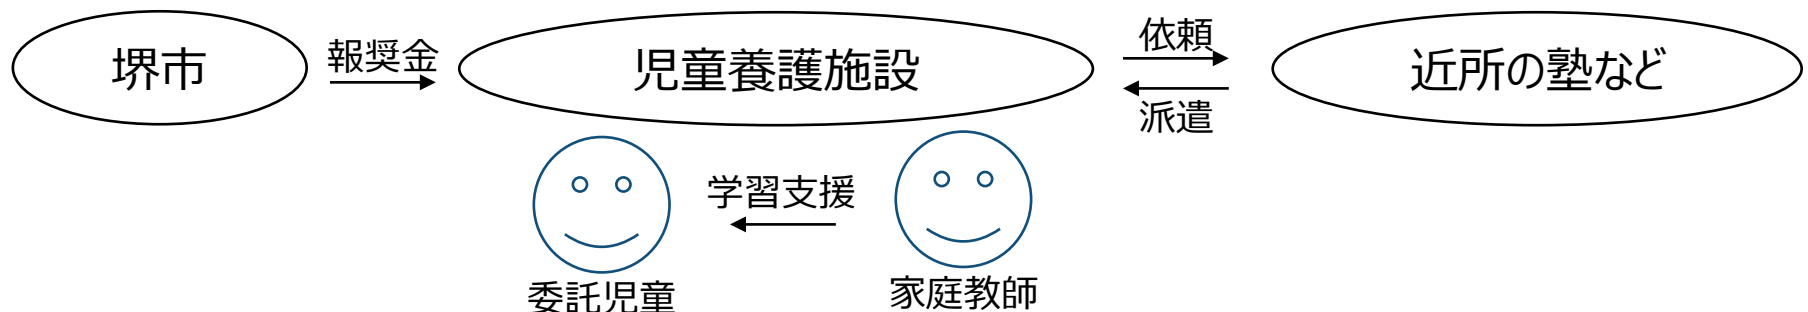 堺市
報奨金
児童養護施設
依頼
派遣
近所の塾など
学習支援
委託児童
家庭教師